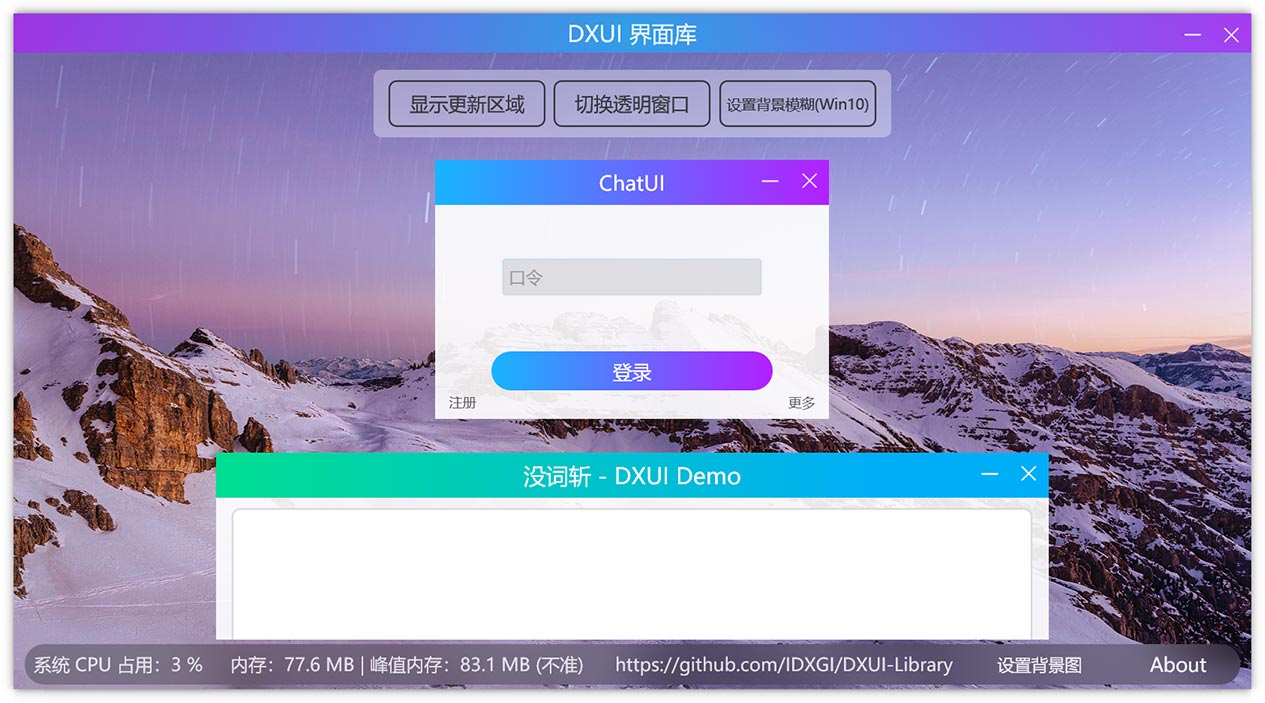 DXUI 界面库
显示更新区域 切换透明窗口 设置背景模糊(Win10)
ChatUI
口令
登录
注册 更多
没词斩 - DXUI Demo
系统 CPU 占用：3 % 内存：77.6 MB | 峰值内存：83.1 MB (不准) https://github.com/IDXGI/DXUI-Library 设置背景图 About